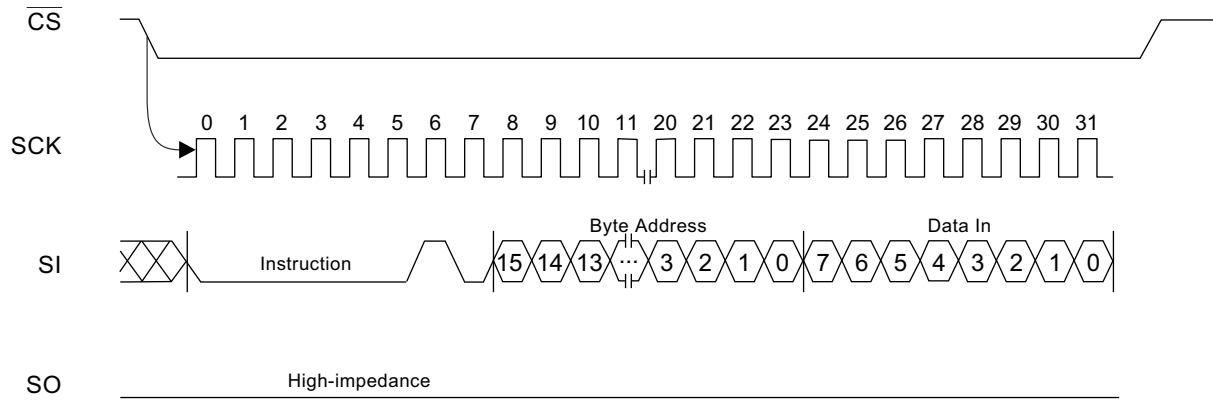 CS
0 1 2 3 4 5 6 7 8 9 10 11 20 21 22 23 24 25 26 27 28 29 30 31
SCK
Byte Address Data In
SI Instruction 15 14 13 ... 3 2 1 0 7 6 5 4 3 2 1 0
High-impedance
SO